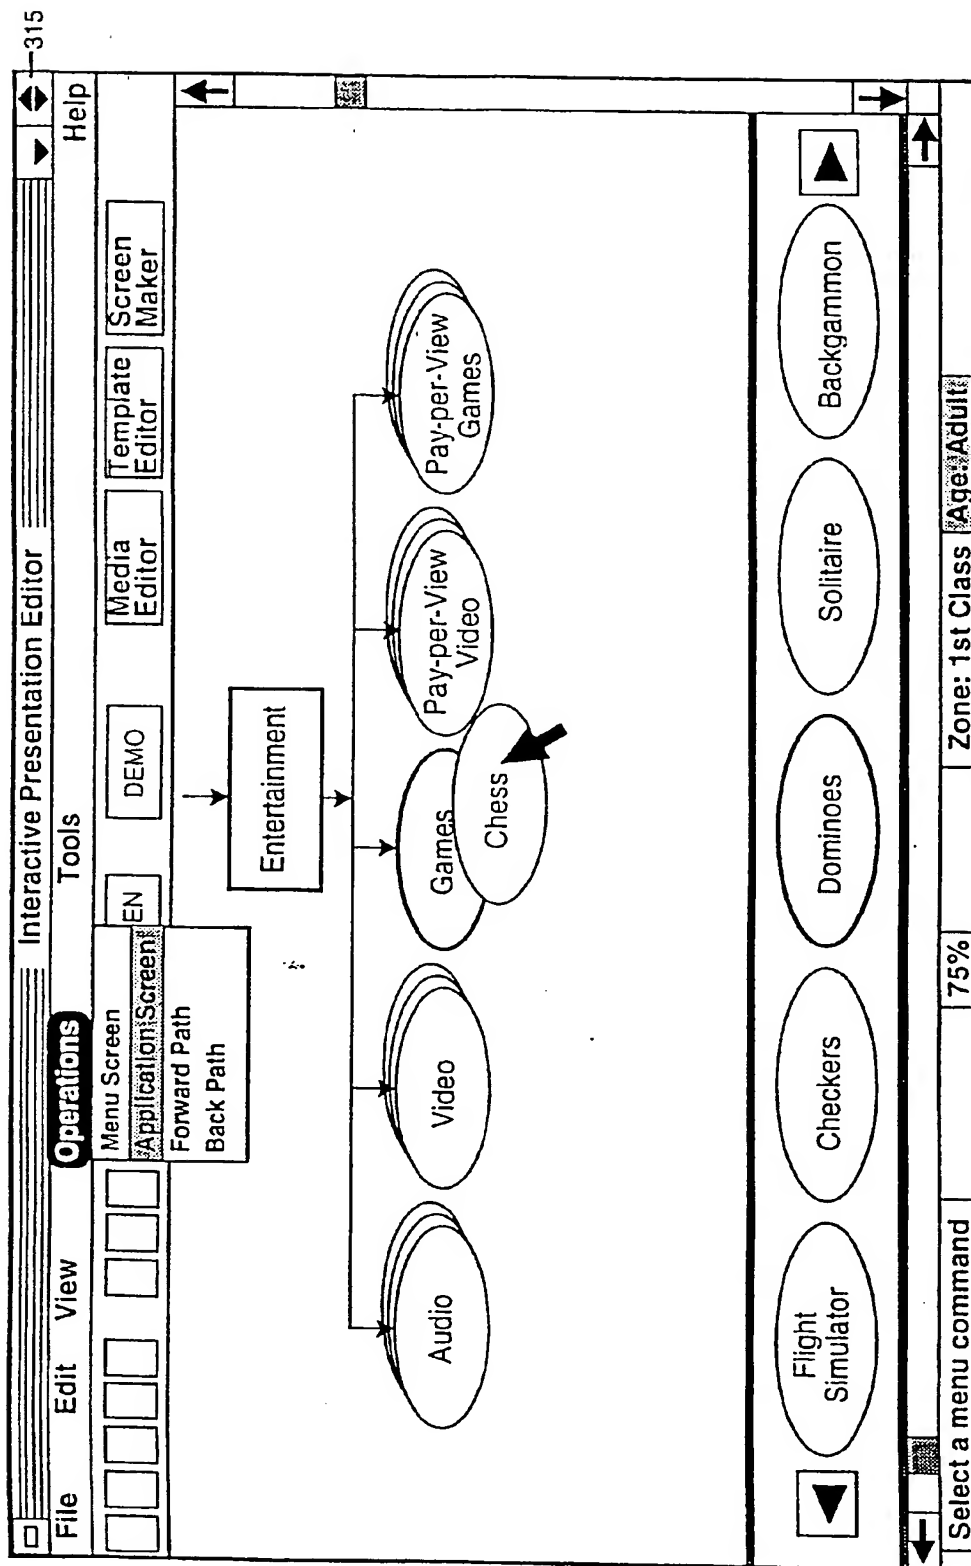 315
Interactive Presentation Editor
File Edit View Operations Tools Help
Menu Screen
Application Screen
Forward Path
Back Path
EN
DEMO
Media
Editor
Template
Editor
Screen
Maker
Entertainment
Audio
Video
Games
Chess
Pay-per-View
Video
Pay-per-View
Games
Flight
Simulator
Checkers
Dominoes
Solitaire
Backgammon
Select a menu command 75% Zone: 1st Class Age: Adult